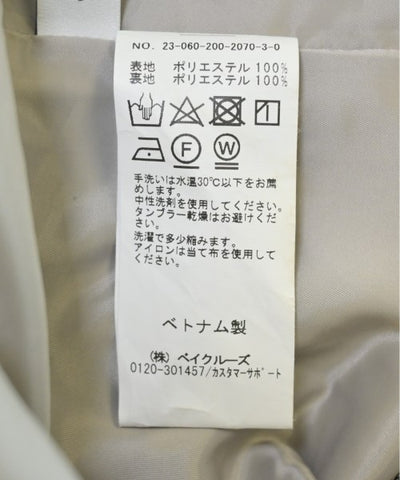 NO. 23-060-200-2070-3-0
表地 ポリエステル 100%
裏地 ポリエステル 100%
F
W
手洗いは水温30℃以下をお薦
めします。
中性洗剤を使用してください。
タンブラー乾燥はお避けくださ
い。
洗濯で多少縮みます。
アイロンは当て布を使用して
ください。
ベトナム製
(株) ベイクルーズ
0120-301457/カスタマーサポート